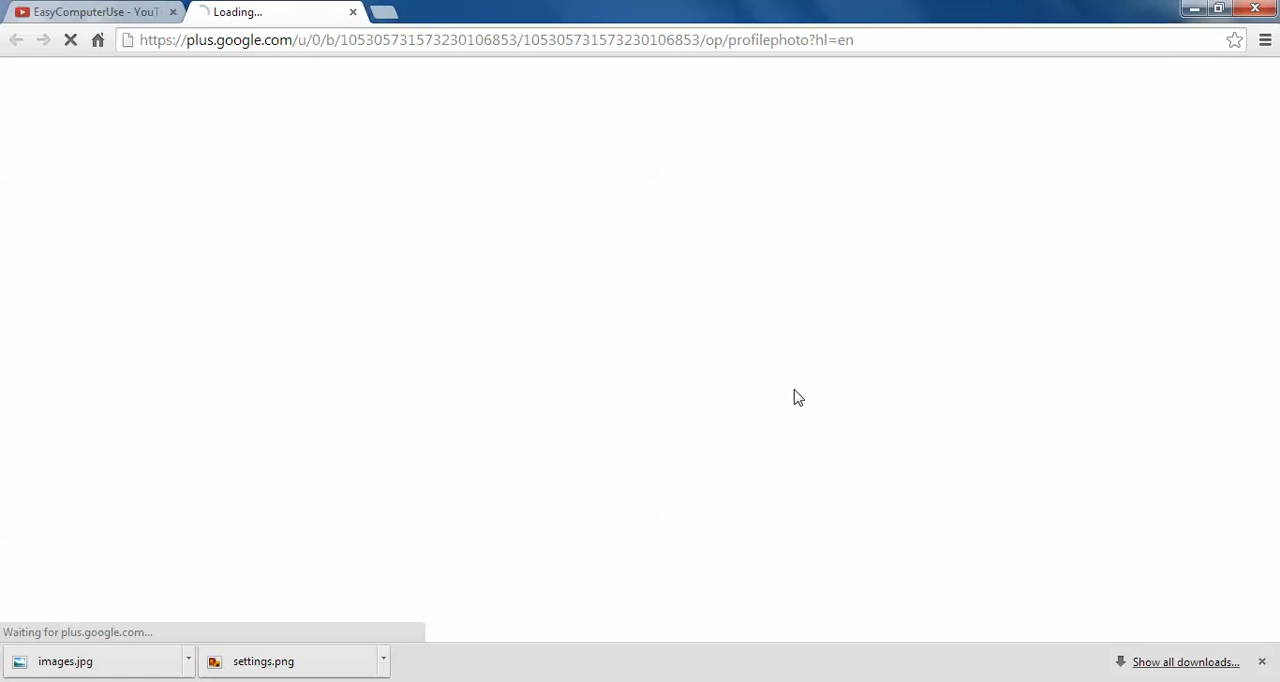 EasyComputerUse - YouT
Loading...
https://plus.google.com/u/0/b/105305731573230106853/105305731573230106853/op/profilephoto?hl=en
Waiting for plus.google.com...
images.jpg
settings.png
Show all downloads...